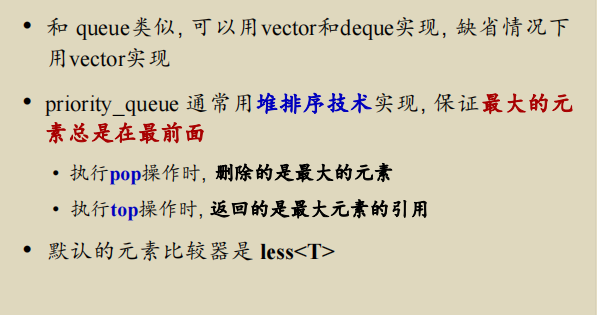 • 和 queue类似, 可以用vector和deque实现, 缺省情况下
用vector实现
• priority_queue 通常用堆排序技术实现, 保证最大的元
素总是在最前面
• 执行pop操作时, 删除的是最大的元素
• 执行top操作时, 返回的是最大元素的引用
• 默认的元素比较器是 less<T>